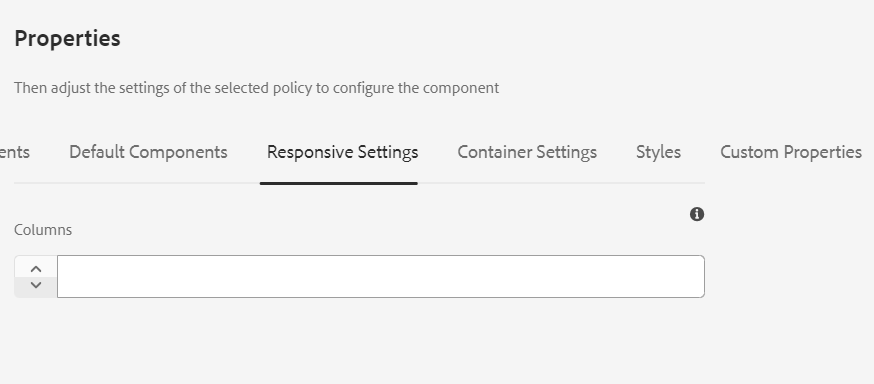 Properties
Then adjust the settings of the selected policy to configure the component
ents Default Components Responsive Settings Container Settings Styles Custom Properties
Columns